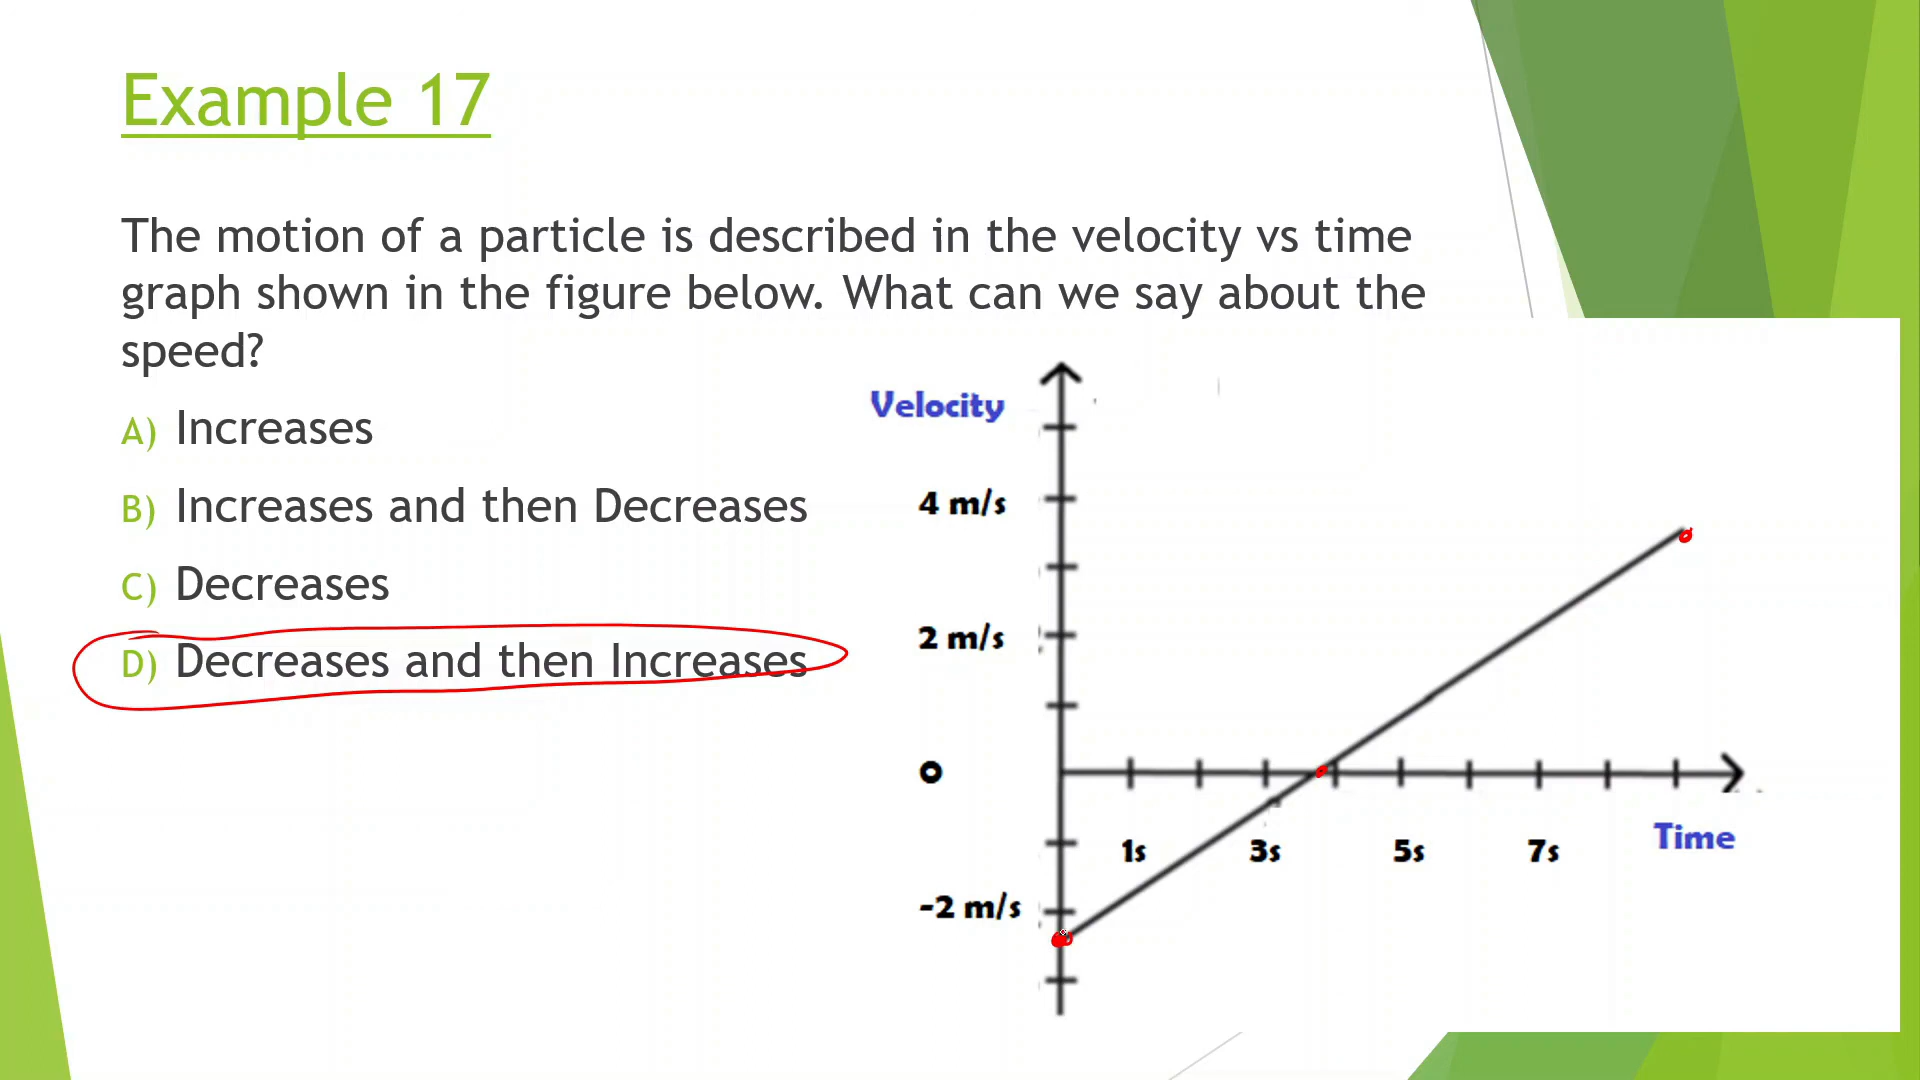 Example 17
The motion of a particle is described in the velocity vs time
graph shown in the figure below. What can we say about the
speed?
A) Increases
B) Increases and then Decreases
C) Decreases
D) Decreases and then Increases
Velocity
4 m/s
2 m/s
0
-2 m/s
1s 3s 5s 7s
Time